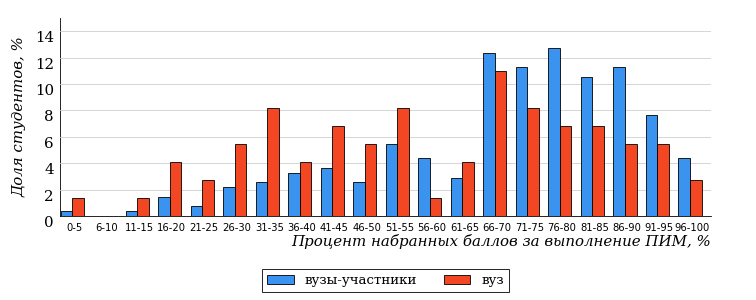 Доля студентов, %
14
12
10
8
6
4
2
0
0-5 6-10 11-15 16-20 21-25 26-30 31-35 36-40 41-45 46-50 51-55 56-60 61-65 66-70 71-75 76-80 81-85 86-90 91-95 96-100
Процент набранных баллов за выполнение ПИМ, %
вузы-участники вуз